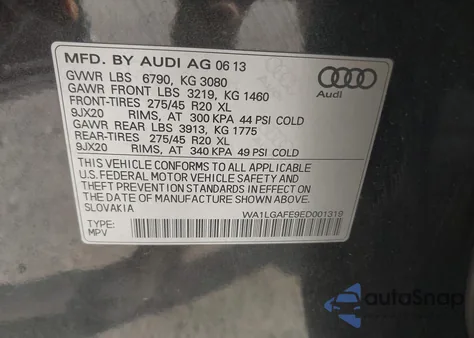 MFD. BY AUDI AG 06 13
GVWR LBS 6790, KG 3080
GAWR FRONT LBS 3219, KG 1460
FRONT-TIRES 275/45 R20 XL
9JX20 RIMS, AT 300 KPA 44 PSI COLD
GAWR REAR LBS 3913, KG 1775
REAR-TIRES 275/45 R20 XL
9JX20 RIMS, AT 340 KPA 49 PSI COLD
Audi
THIS VEHICLE CONFORMS TO ALL APPLICABLE
U.S. FEDERAL MOTOR VEHICLE SAFETY AND
THEFT PREVENTION STANDARDS IN EFFECT ON
THE DATE OF MANUFACTURE SHOWN ABOVE.
SLOVAKIA
WA1LGAFE9ED001319
TYPE:
MPV
autoSnap